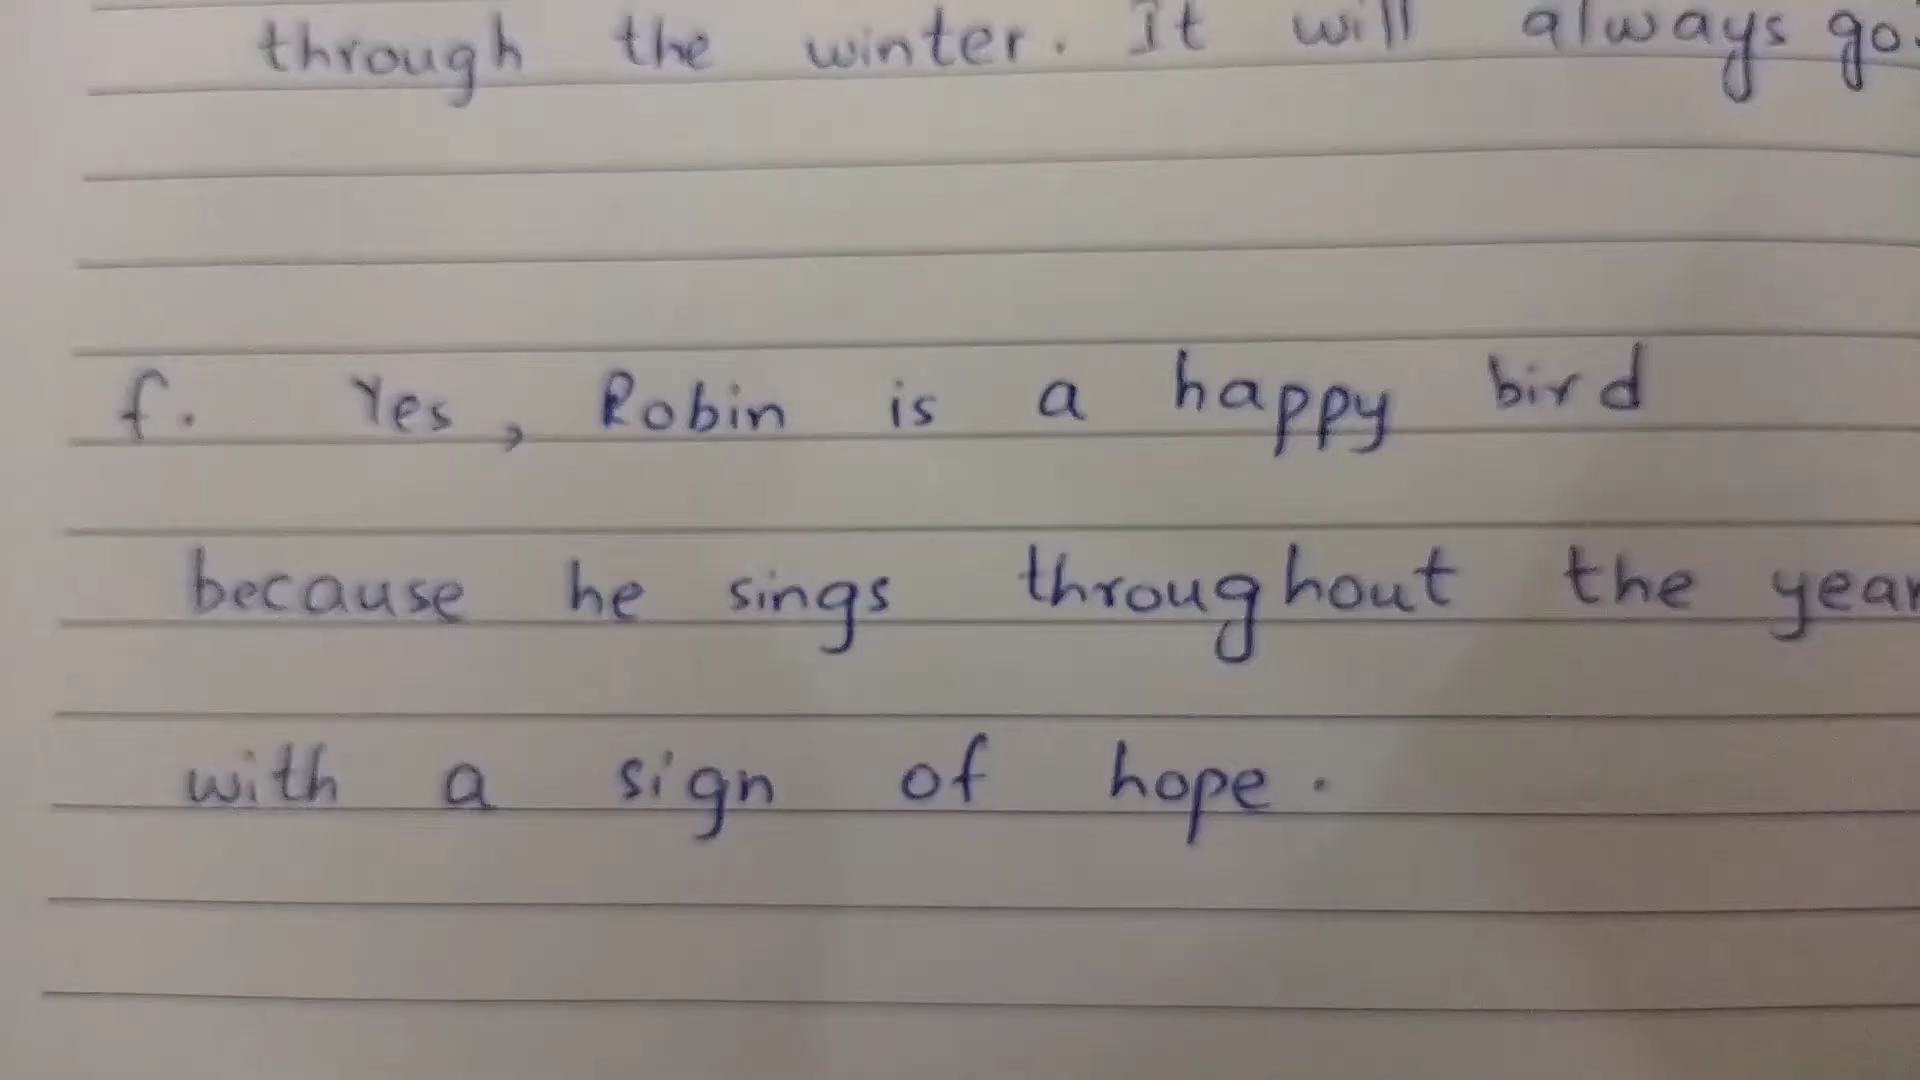 through the winter. It will always go.
f. Yes, Robin is a happy bird
because he sings throughout the year
with a sign of hope.